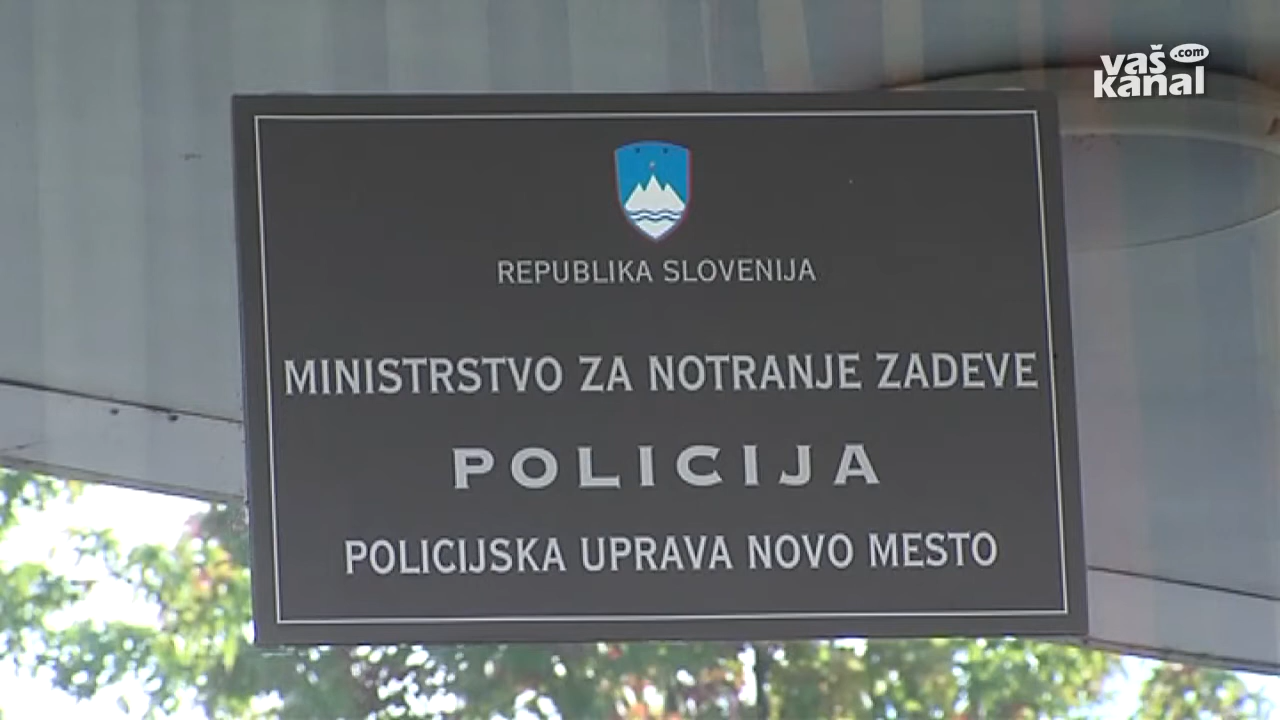 vaš
.com
kanal
REPUBLIKA SLOVENIJA
MINISTRSTVO ZA NOTRANJE ZADEVE
POLICIJA
POLICIJSKA UPRAVA NOVO MESTO